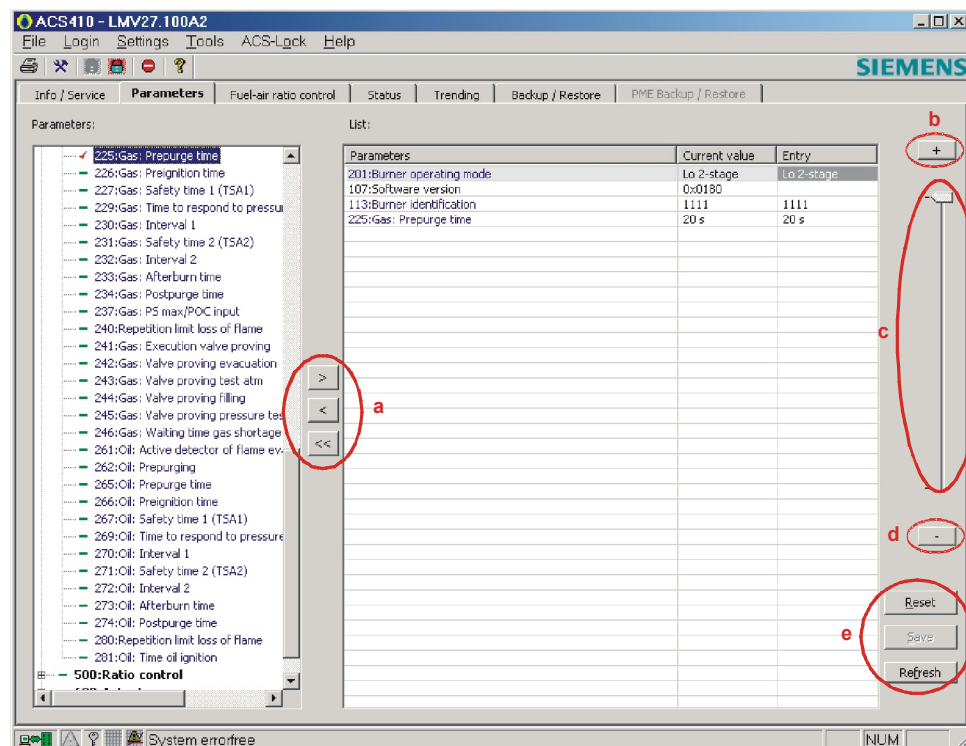 ACS410 - LMV27.100A2
File Login Settings Tools ACS-Lock Help
SIEMENS
Info / Service Parameters Fuel-air ratio control Status Trending Backup / Restore PME Backup / Restore
Parameters:
225:Gas: Prepurge time
226:Gas: Preignition time
227:Gas: Safety time 1 (TSA1)
229:Gas: Time to respond to pressu
230:Gas: Interval 1
231:Gas: Safety time 2 (TSA2)
232:Gas: Interval 2
233:Gas: Afterburn time
234:Gas: Postpurge time
237:Gas: PS max/POC input
240:Repetition limit loss of flame
241:Gas: Execution valve proving
242:Gas: Valve proving evacuation
243:Gas: Valve proving test atm
244:Gas: Valve proving filling
245:Gas: Valve proving pressure tes
246:Gas: Waiting time gas shortage
261:Oil: Active detector of flame ev
262:Oil: Prepurging
265:Oil: Prepurge time
266:Oil: Preignition time
267:Oil: Safety time 1 (TSA1)
269:Oil: Time to respond to pressure
270:Oil: Interval 1
271:Oil: Safety time 2 (TSA2)
272:Oil: Interval 2
273:Oil: Afterburn time
274:Oil: Postpurge time
280:Repetition limit loss of flame
281:Oil: Time oil ignition
500:Ratio control
>
<
<<
a
List:
Parameters Current value Entry
201:Burner operating mode Lo 2-stage Lo 2-stage
107:Software version 0x0180
113:Burner identification 1111 1111
225:Gas: Prepurge time 20 s 20 s
b
+
c
d
-
e
Reset
Save
Refresh
System errorfree
NUM